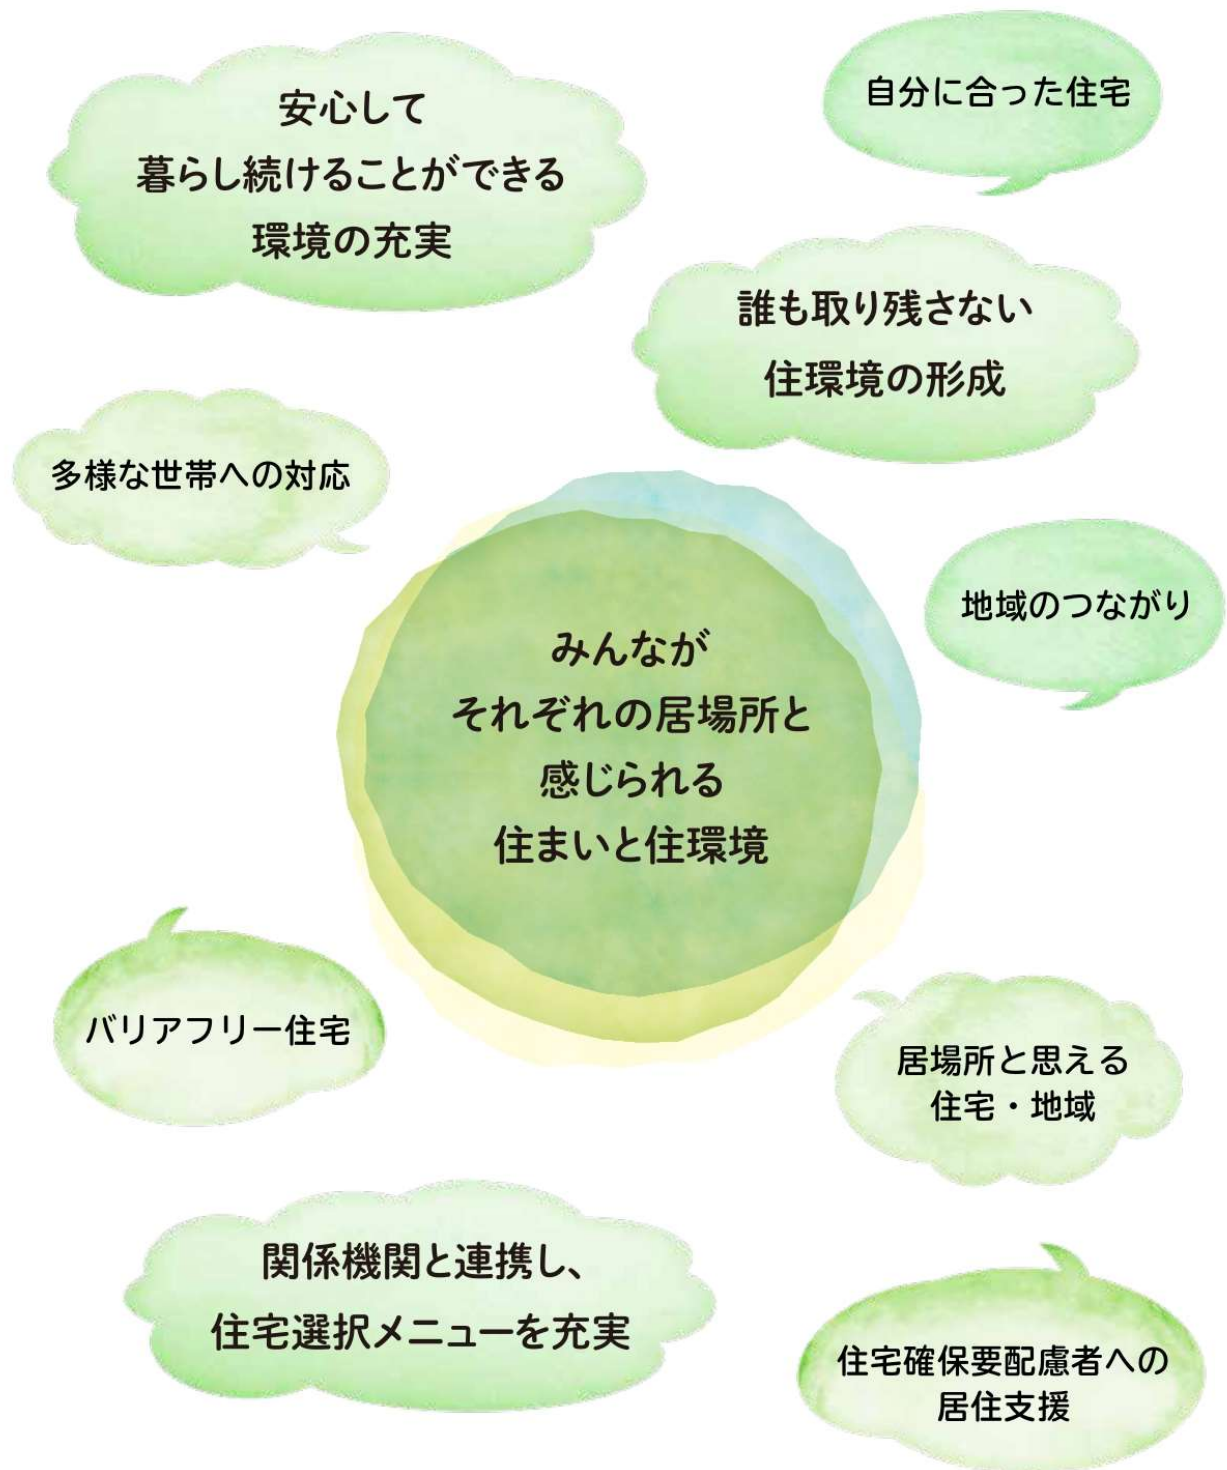 安心して
暮らし続けることができる
環境の充実
自分に合った住宅
誰も取り残さない
住環境の形成
多様な世帯への対応
地域のつながり
みんなが
それぞれの居場所と
感じられる
住まいと住環境
バリアフリー住宅
居場所と思える
住宅・地域
関係機関と連携し、
住宅選択メニューを充実
住宅確保要配慮者への
居住支援